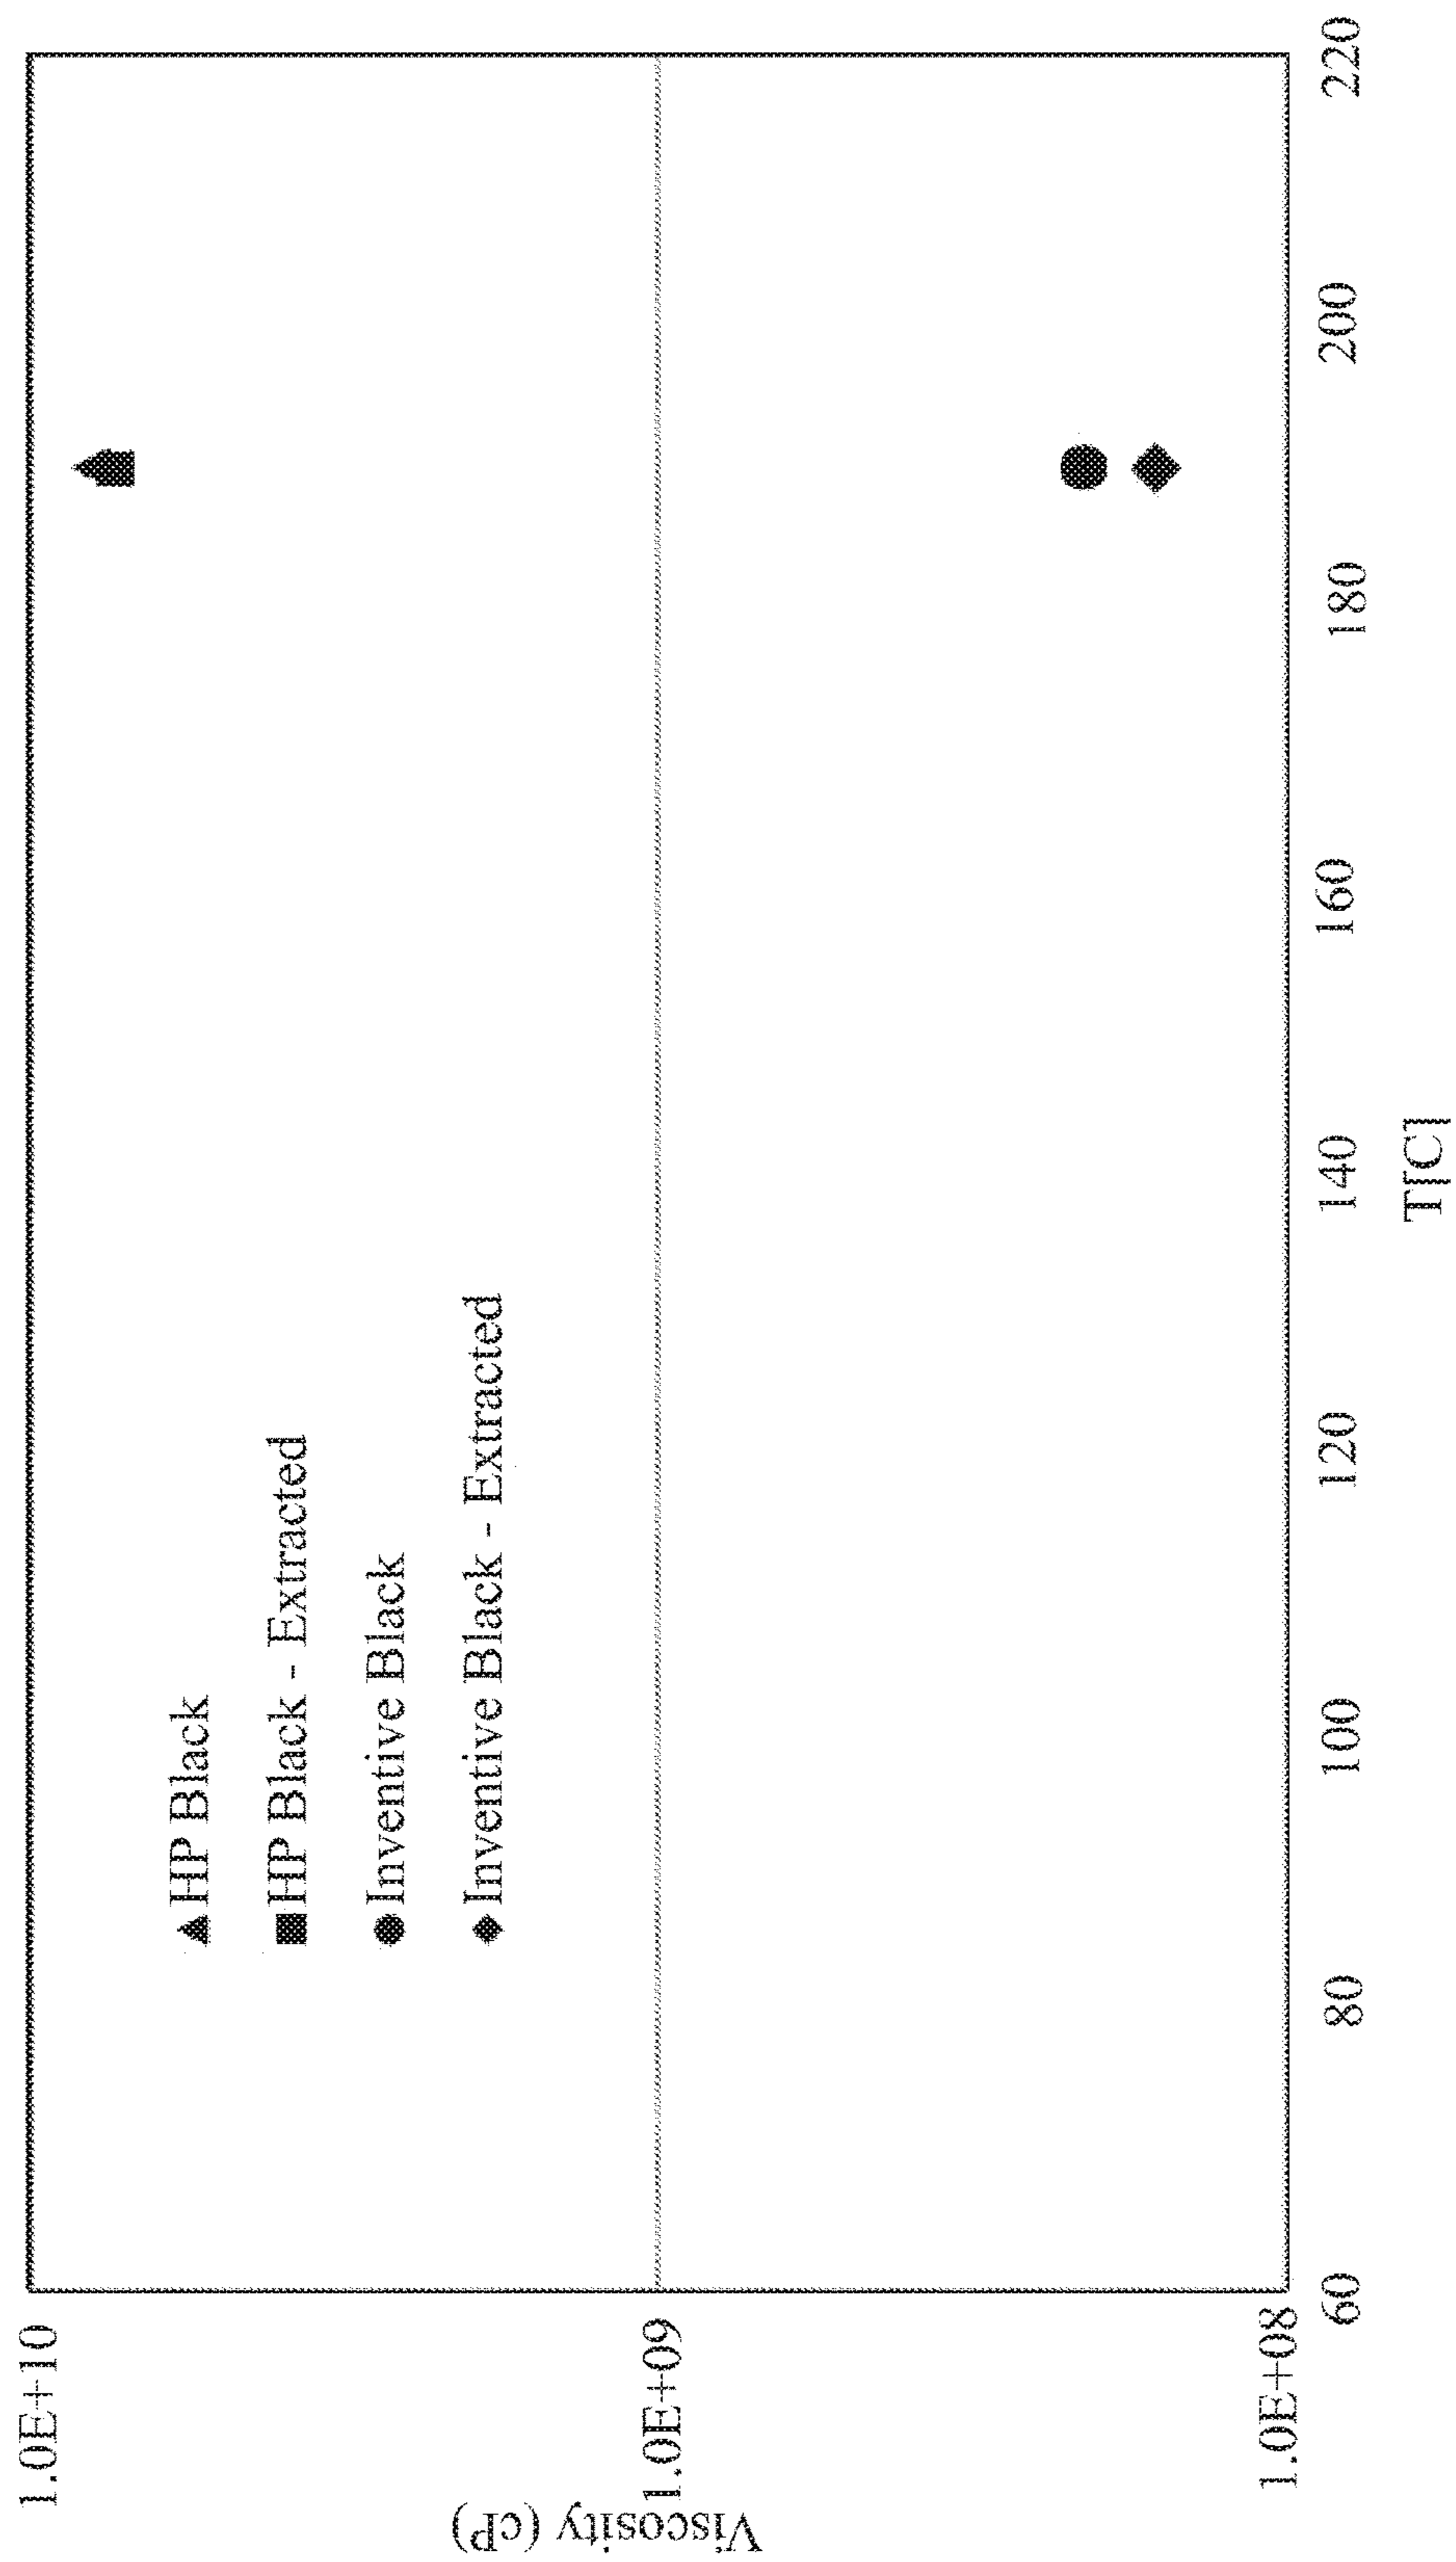 1.0E+10
1.0E+09
1.0E+08
Viscosity (cP)
HP Black
HP Black - Extracted
Inventive Black
Inventive Black - Extracted
60
80
100
120
140
160
180
200
220
T[C]